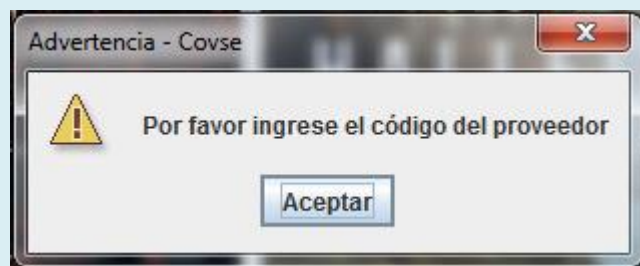 Advertencia - Covse
Por favor ingrese el código del proveedor
Aceptar